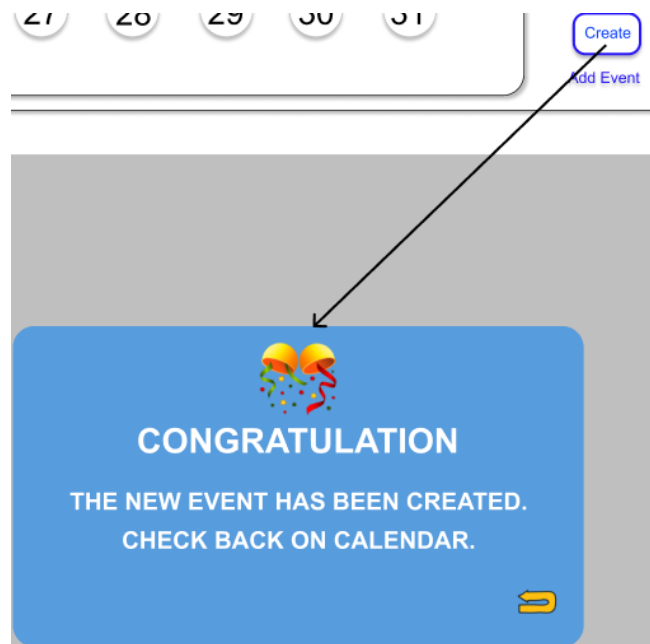 27 28 29 30 31
Create
Add Event
CONGRATULATION
THE NEW EVENT HAS BEEN CREATED.
CHECK BACK ON CALENDAR.